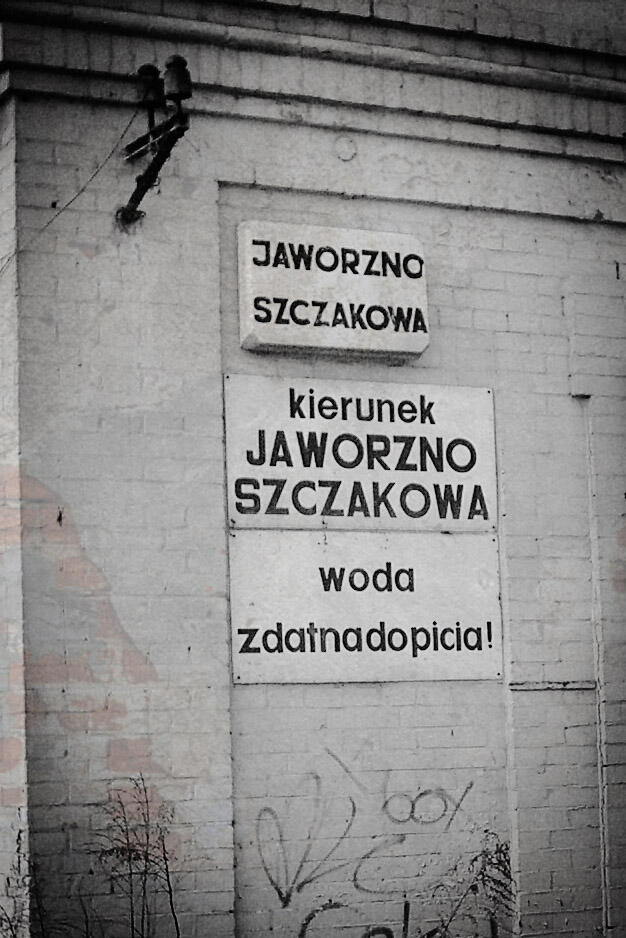 JAWORZNO
SZCZAKOWA
kierunek
JAWORZNO
SZCZAKOWA
woda
zdatnadopicia!